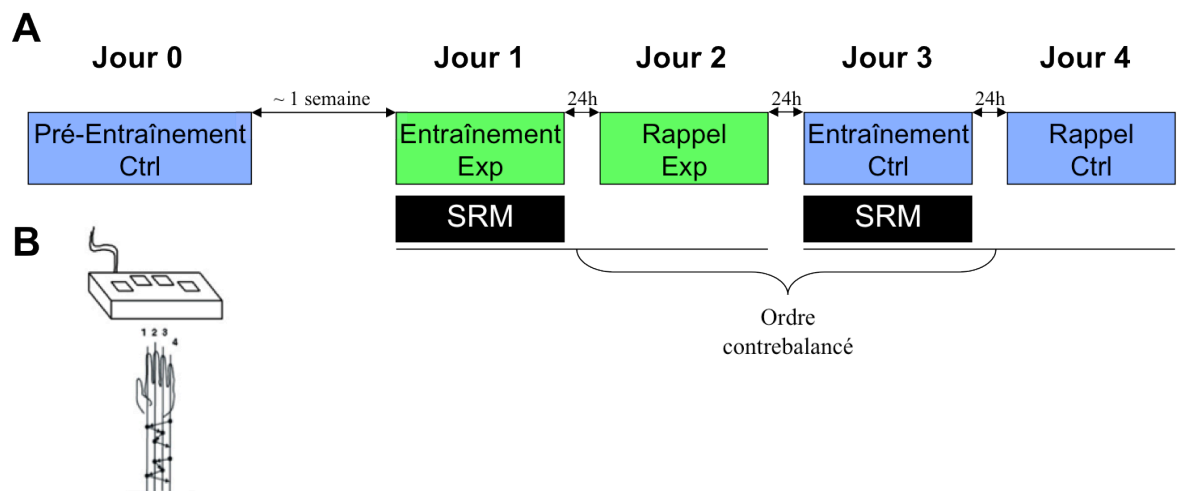 A
Jour 0
Jour 1
Jour 2
Jour 3
Jour 4
~ 1 semaine
24h
24h
24h
Pré-Entraînement
Ctrl
Entraînement
Exp
Rappel
Exp
Entraînement
Ctrl
Rappel
Ctrl
SRM
SRM
Ordre
contrebalancé
B
1 2 3
4